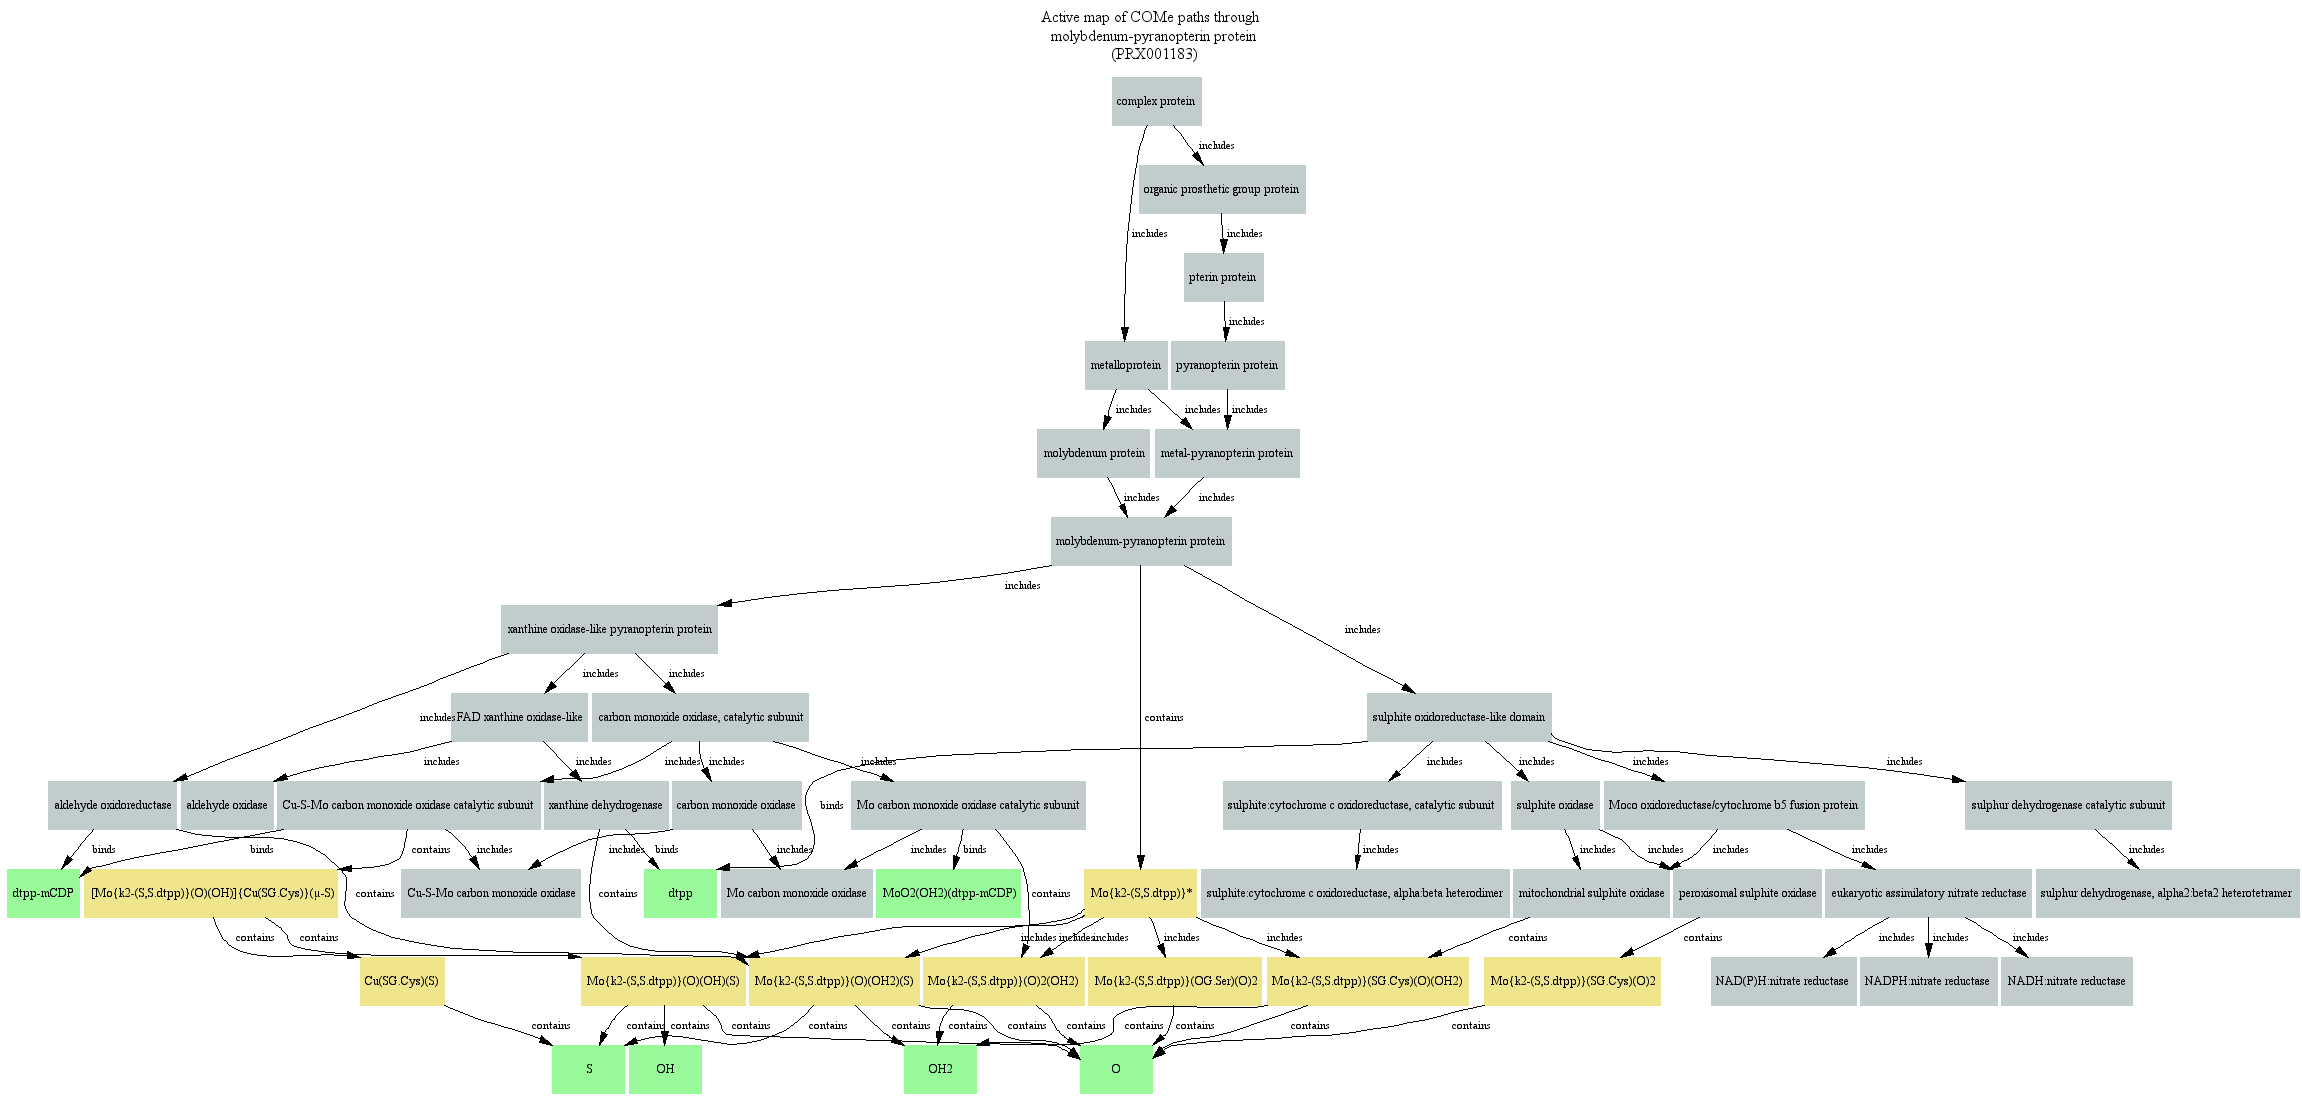 Active map of COMe paths through
molybdenum-pyranopterin protein
(PRX001183)
complex protein
includes
organic prosthetic group protein
includes
includes
pterin protein
includes
metalloprotein
pyranopterin protein
includes
includes
includes
molybdenum protein
metal-pyranopterin protein
includes
includes
molybdenum-pyranopterin protein
includes
xanthine oxidase-like pyranopterin protein
includes
includes
includes
includes
FAD xanthine oxidase-like
carbon monoxide oxidase, catalytic subunit
contains
sulphite oxidoreductase-like domain
includes
includes
includes
includes
includes
includes
includes
includes
includes
aldehyde oxidoreductase
aldehyde oxidase
Cu-S-Mo carbon monoxide oxidase catalytic subunit
xanthine dehydrogenase
carbon monoxide oxidase
binds
Mo carbon monoxide oxidase catalytic subunit
sulphite:cytochrome c oxidoreductase, catalytic subunit
sulphite oxidase
Moco oxidoreductase/cytochrome b5 fusion protein
sulphur dehydrogenase catalytic subunit
binds
binds
contains
includes
includes
binds
includes
includes
binds
includes
includes
includes
includes
includes
includes
dtpp-mCDP
[Mo{k2-(S,S.dtpp)}(O)(OH)]{Cu(SG.Cys)}(µ-S)
contains
Cu-S-Mo carbon monoxide oxidase
contains
dtpp
Mo carbon monoxide oxidase
MoO2(OH2)(dtpp-mCDP)
contains
Mo{k2-(S,S.dtpp)}*
sulphite:cytochrome c oxidoreductase, alpha:beta heterodimer
mitochondrial sulphite oxidase
peroxisomal sulphite oxidase
eukaryotic assimilatory nitrate reductase
sulphur dehydrogenase, alpha2:beta2 heterotetramer
contains
contains
includes
includes
includes
includes
includes
contains
contains
includes
includes
includes
Cu(SG.Cys)(S)
Mo{k2-(S,S.dtpp)}(O)(OH)(S)
Mo{k2-(S,S.dtpp)}(O)(OH2)(S)
Mo{k2-(S,S.dtpp)}(O)2(OH2)
Mo{k2-(S,S.dtpp)}(OG.Ser)(O)2
Mo{k2-(S,S.dtpp)}(SG.Cys)(O)(OH2)
Mo{k2-(S,S.dtpp)}(SG.Cys)(O)2
NAD(P)H:nitrate reductase
NADPH:nitrate reductase
NADH:nitrate reductase
contains
contains
contains
contains
contains
contains
contains
contains
contains
contains
contains
contains
contains
S
OH
OH2
O